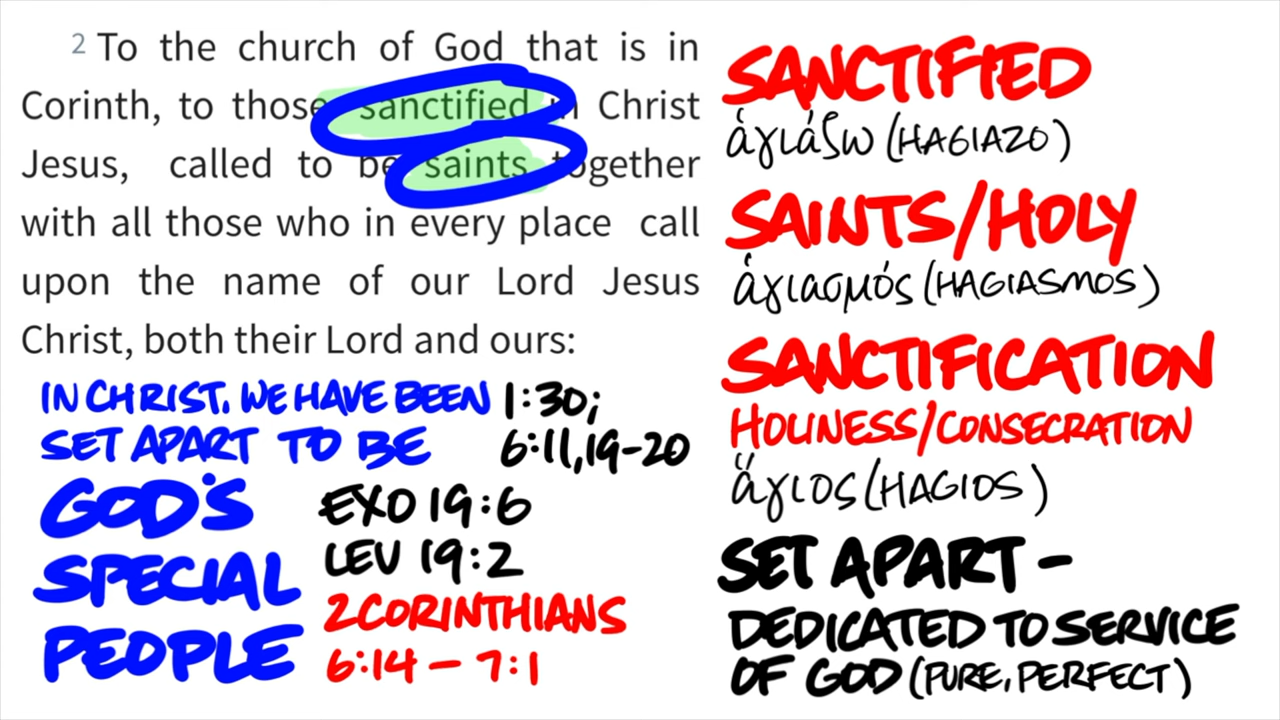 2 To the church of God that is in
Corinth, to those sanctified in Christ
Jesus, called to be saints together
with all those who in every place call
upon the name of our Lord Jesus
Christ, both their Lord and ours:
IN CHRIST, WE HAVE BEEN 1:30;
SET APART TO BE 6:11,19-20
GOD'S
SPECIAL
PEOPLE
EXO 19:6
LEV 19:2
2 CORINTHIANS
6:14 – 7:1
SANCTIFIED
ἁγιάζω (HAGIAZO)
SAINTS/HOLY
ἁγιασμός (HAGIASMOS)
SANCTIFICATION
HOLINESS/CONSECRATION
ἅγιος (HAGIOS)
SET APART –
DEDICATED TO SERVICE
OF GOD (PURE, PERFECT)